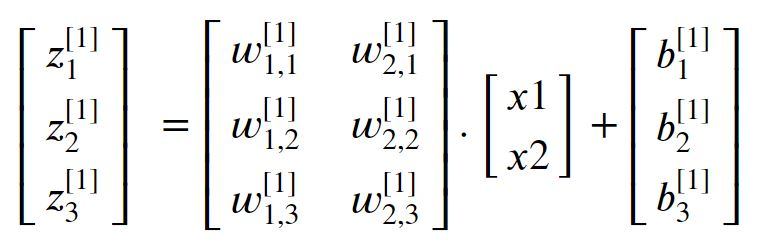 z_1^{[1]} w_{1,1}^{[1]} w_{2,1}^{[1]} b_1^{[1]}
x1
z_2^{[1]} = w_{1,2}^{[1]} w_{2,2}^{[1]} . + b_2^{[1]}
x2
z_3^{[1]} w_{1,3}^{[1]} w_{2,3}^{[1]} b_3^{[1]}